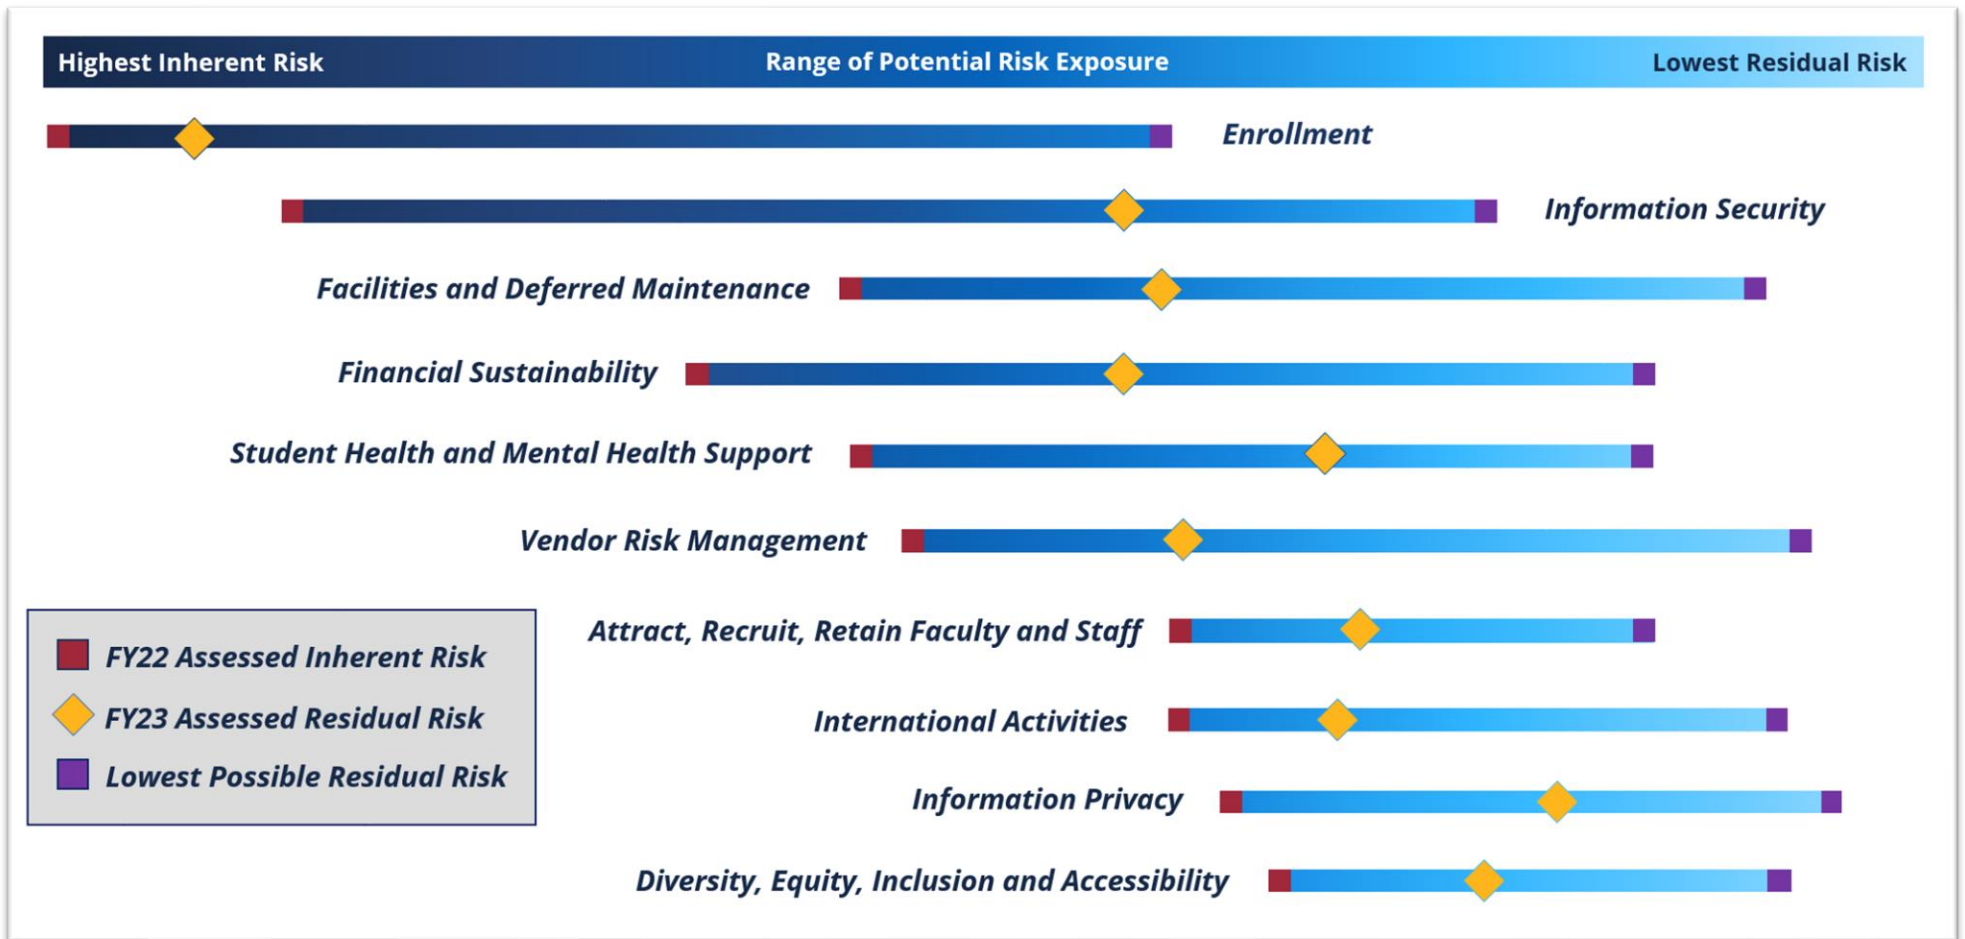 Highest Inherent Risk
Range of Potential Risk Exposure
Lowest Residual Risk
Enrollment
Information Security
Facilities and Deferred Maintenance
Financial Sustainability
Student Health and Mental Health Support
Vendor Risk Management
Attract, Recruit, Retain Faculty and Staff
International Activities
Information Privacy
Diversity, Equity, Inclusion and Accessibility
FY22 Assessed Inherent Risk
FY23 Assessed Residual Risk
Lowest Possible Residual Risk